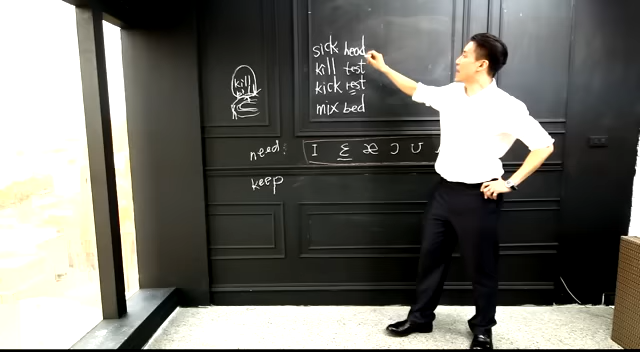 sick head
kill test
kick rest
mix bed
kill
need
I ℇ æ ɔ ʊ
keep